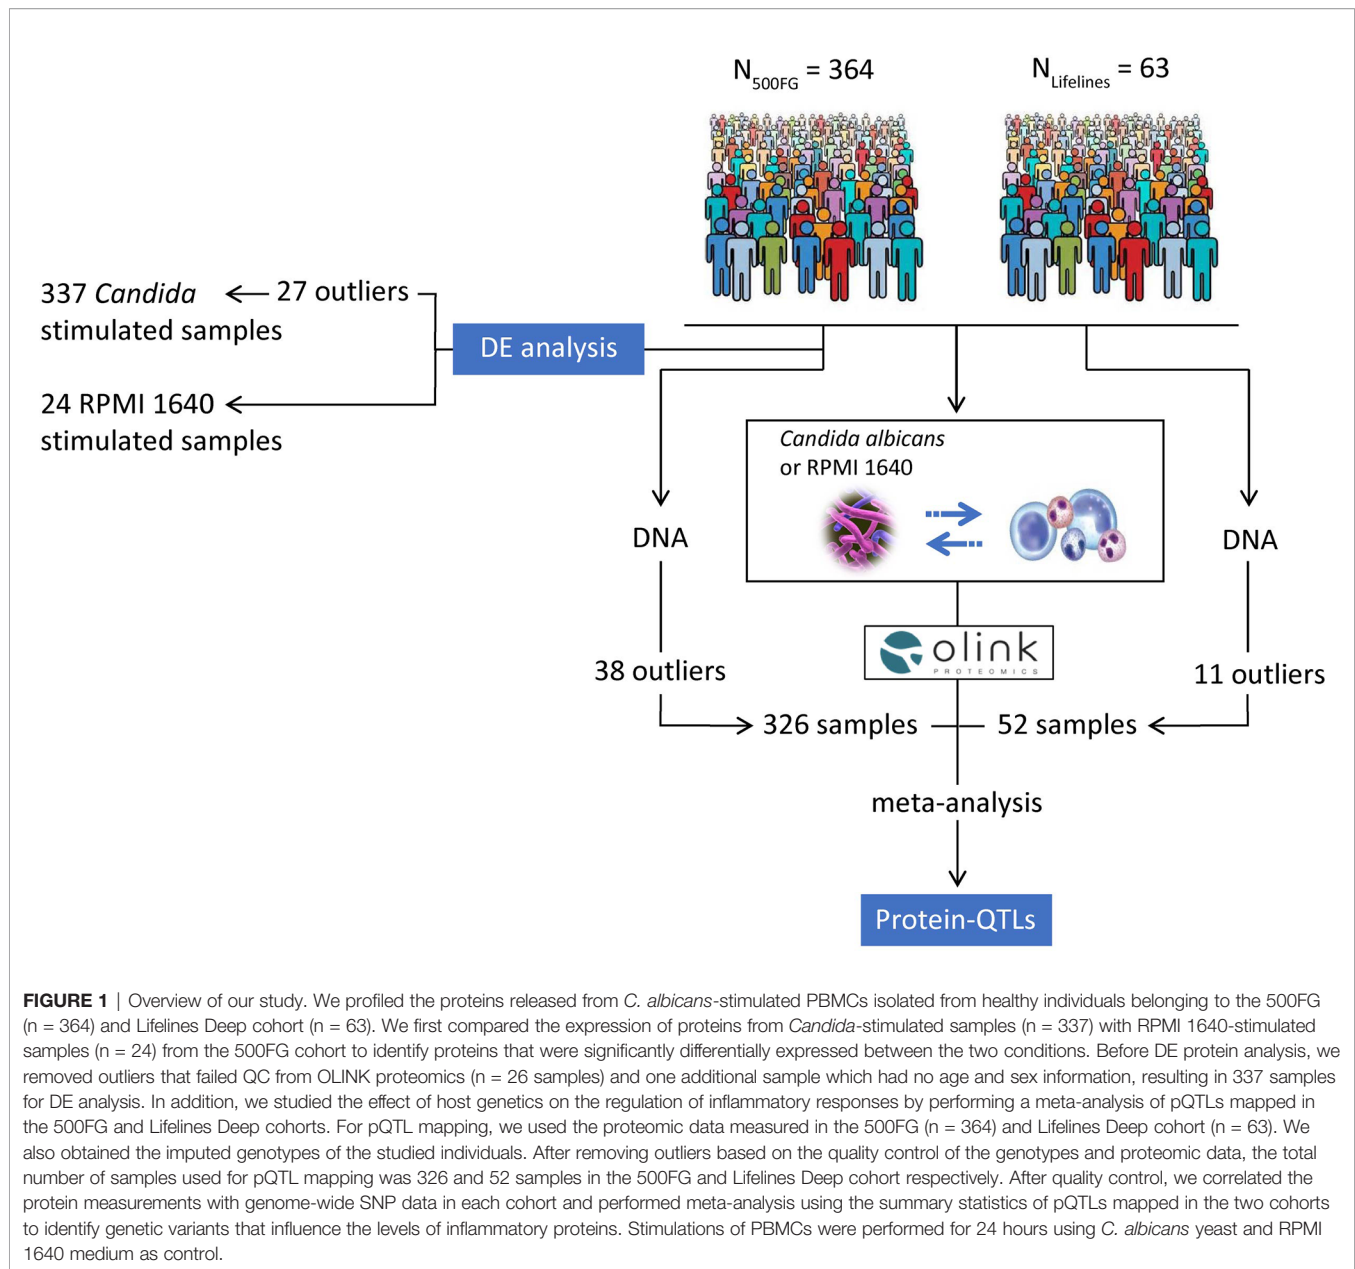 N500FG = 364
NLifelines = 63
337 Candida
stimulated samples
27 outliers
DE analysis
24 RPMI 1640
stimulated samples
Candida albicans
or RPMI 1640
DNA
DNA
olink
PROTEOMICS
38 outliers
11 outliers
326 samples
52 samples
meta-analysis
Protein-QTLs
FIGURE 1 | Overview of our study. We profiled the proteins released from C. albicans-stimulated PBMCs isolated from healthy individuals belonging to the 500FG
(n = 364) and Lifelines Deep cohort (n = 63). We first compared the expression of proteins from Candida-stimulated samples (n = 337) with RPMI 1640-stimulated
samples (n = 24) from the 500FG cohort to identify proteins that were significantly differentially expressed between the two conditions. Before DE protein analysis, we
removed outliers that failed QC from OLINK proteomics (n = 26 samples) and one additional sample which had no age and sex information, resulting in 337 samples
for DE analysis. In addition, we studied the effect of host genetics on the regulation of inflammatory responses by performing a meta-analysis of pQTLs mapped in
the 500FG and Lifelines Deep cohorts. For pQTL mapping, we used the proteomic data measured in the 500FG (n = 364) and Lifelines Deep cohort (n = 63). We
also obtained the imputed genotypes of the studied individuals. After removing outliers based on the quality control of the genotypes and proteomic data, the total
number of samples used for pQTL mapping was 326 and 52 samples in the 500FG and Lifelines Deep cohort respectively. After quality control, we correlated the
protein measurements with genome-wide SNP data in each cohort and performed meta-analysis using the summary statistics of pQTLs mapped in the two cohorts
to identify genetic variants that influence the levels of inflammatory proteins. Stimulations of PBMCs were performed for 24 hours using C. albicans yeast and RPMI
1640 medium as control.